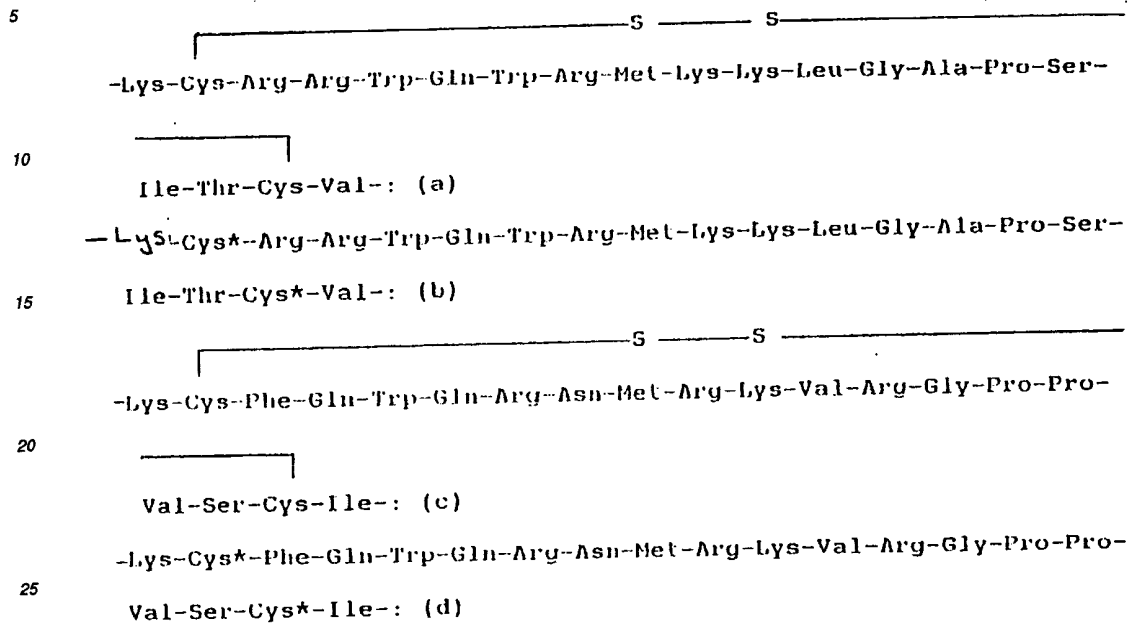 5
S S
-Lys-Cys-Arg-Arg-Trp-Gln-Trp-Arg-Met-Lys-Lys-Leu-Gly-Ala-Pro-Ser-
10
Ile-Thr-Cys-Val-: (a)
-Lys-Cys*-Arg-Arg-Trp-Gln-Trp-Arg-Met-Lys-Lys-Leu-Gly-Ala-Pro-Ser-
15
Ile-Thr-Cys*-Val-: (b)
S S
-Lys-Cys-Phe-Gln-Trp-Gln-Arg-Asn-Met-Arg-Lys-Val-Arg-Gly-Pro-Pro-
20
Val-Ser-Cys-Ile-: (c)
-Lys-Cys*-Phe-Gln-Trp-Gln-Arg-Asn-Met-Arg-Lys-Val-Arg-Gly-Pro-Pro-
25
Val-Ser-Cys*-Ile-: (d)